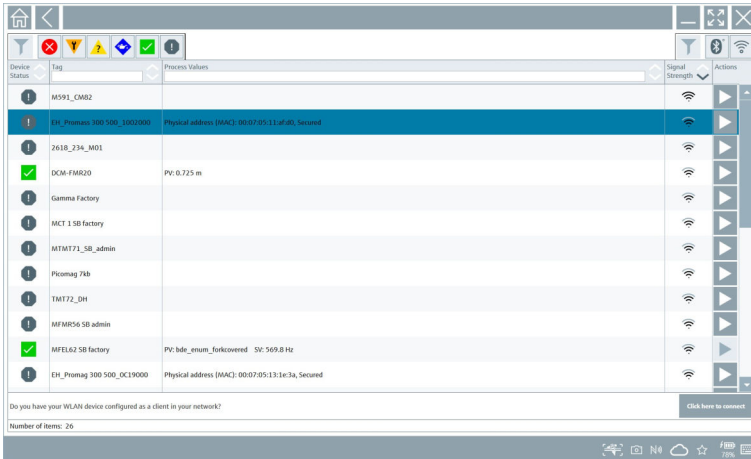 Device Status Tag Process Values Signal Strength Actions
M591_CM82
EH_Promass 300 500_1002000 Physical address (MAC): 00:07:05:11:af:d0, Secured
2618_234_M01
DCM-FMR20 PV: 0.725 m
Gamma Factory
MCT 1 SB factory
MTMT71_SB_admin
Picomag 7kb
TMT72_DH
MFMR56 SB admin
MFEL62 SB factory PV: bde_enum_forkcovered SV: 569.8 Hz
EH_Promag 300 500_0C19000 Physical address (MAC): 00:07:05:13:1e:3a, Secured
Do you have your WLAN device configured as a client in your network? Click here to connect
Number of items: 26
78%